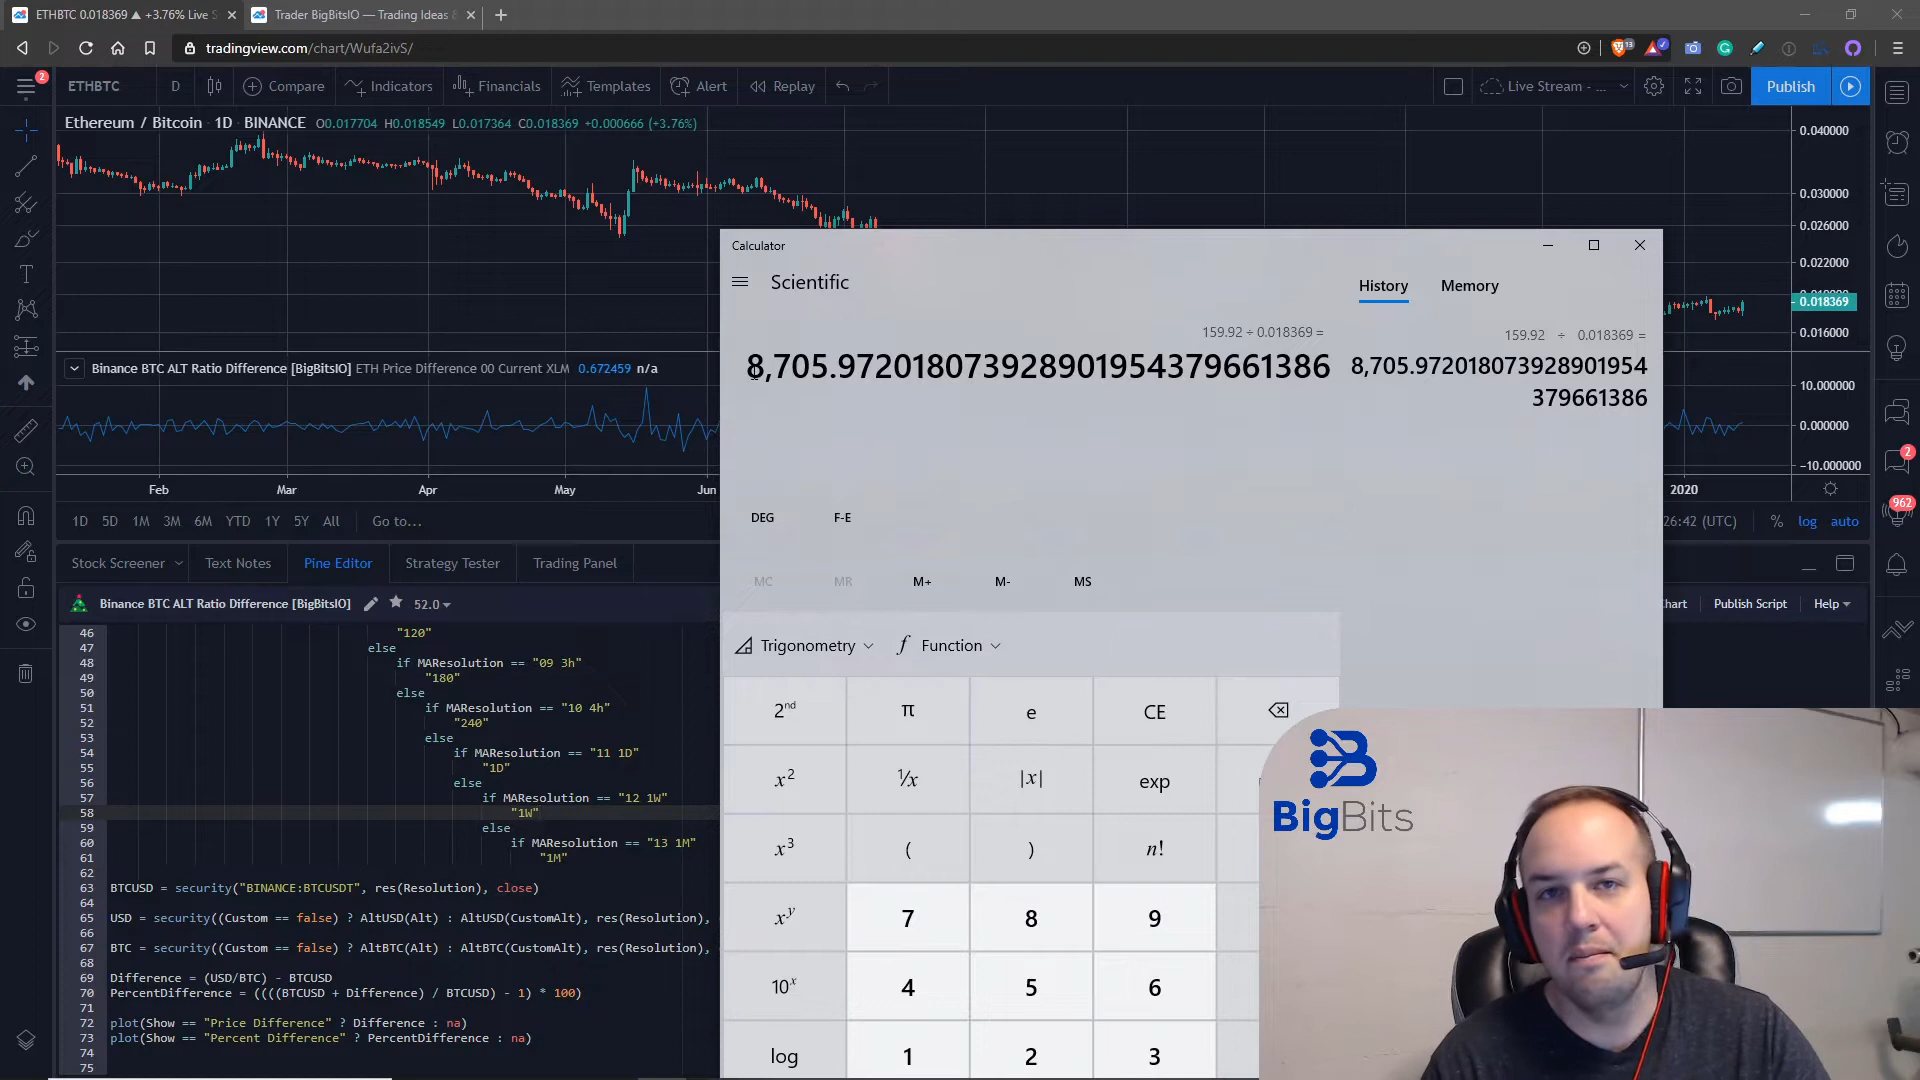 ETHBTC 0.018369 ▲ +3.76% Live S
Trader BigBitsIO — Trading Ideas &
tradingview.com/chart/Wufa2ivS/
13
2
ETHBTC D Compare Indicators Financials Templates Alert Replay Live Stream - ... Publish
Ethereum / Bitcoin · 1D · BINANCE O0.017704 H0.018549 L0.017364 C0.018369 +0.000666 (+3.76%)
0.040000
0.030000
0.026000
0.022000
0.018369
0.016000
Binance BTC ALT Ratio Difference [BigBitsIO] ETH Price Difference 00 Current XLM 0.672459 n/a
10.000000
0.000000
−10.000000
Feb Mar Apr May Jun 2020
1D 5D 1M 3M 6M YTD 1Y 5Y All Go to... 26:42 (UTC) % log auto
Stock Screener Text Notes Pine Editor Strategy Tester Trading Panel
Binance BTC ALT Ratio Difference [BigBitsIO] 52.0 Chart Publish Script Help
46 "120"
47 else
48 if MAResolution == "09 3h"
49 "180"
50 else
51 if MAResolution == "10 4h"
52 "240"
53 else
54 if MAResolution == "11 1D"
55 "1D"
56 else
57 if MAResolution == "12 1W"
58 "1W"
59 else
60 if MAResolution == "13 1M"
61 "1M"
62
63 BTCUSD = security("BINANCE:BTCUSDT", res(Resolution), close)
64
65 USD = security((Custom == false) ? AltUSD(Alt) : AltUSD(CustomAlt), res(Resolution),
66
67 BTC = security((Custom == false) ? AltBTC(Alt) : AltBTC(CustomAlt), res(Resolution),
68
69 Difference = (USD/BTC) - BTCUSD
70 PercentDifference = ((((BTCUSD + Difference) / BTCUSD) - 1) * 100)
71
72 plot(Show == "Price Difference" ? Difference : na)
73 plot(Show == "Percent Difference" ? PercentDifference : na)
74
75
Calculator
Scientific
History Memory
159.92 ÷ 0.018369 =
8,705.9720180739289019543​79661386
159.92 ÷ 0.018369 =
8,705.972018073928901954
379661386
DEG F-E
MC MR M+ M- MS
Trigonometry Function
2nd π e CE
x2 1/x |x| exp
x3 ( ) n!
xy 7 8 9
10x 4 5 6
log 1 2 3
BigBits
2
962